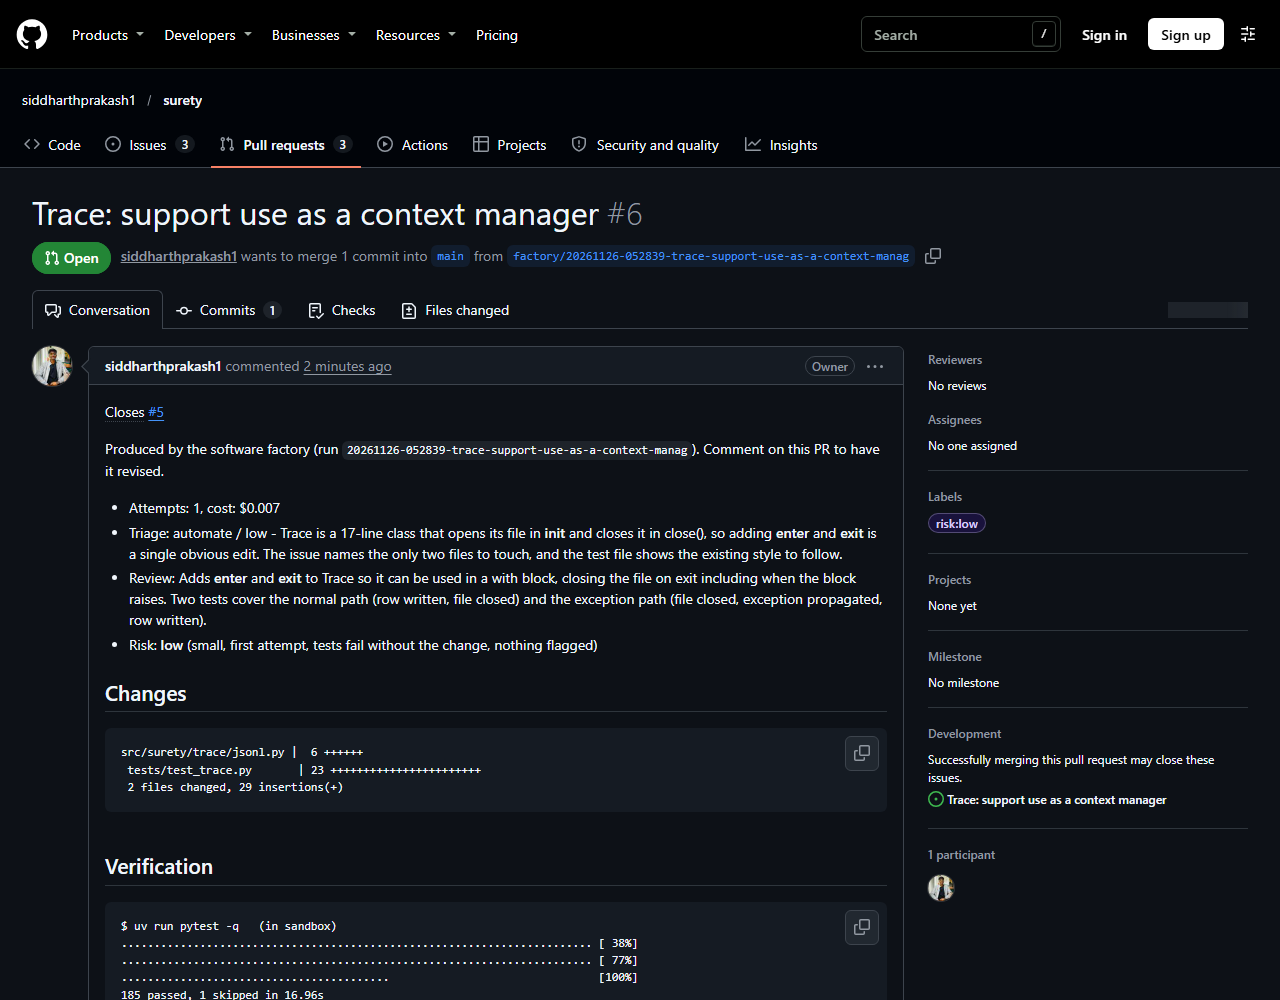 Products
Developers
Businesses
Resources
Pricing
Search
/
Sign in
Sign up
siddharthprakash1 / surety
Code
Issues 3
Pull requests 3
Actions
Projects
Security and quality
Insights
Trace: support use as a context manager #6
Open
siddharthprakash1 wants to merge 1 commit into main from factory/20261126-052839-trace-support-use-as-a-context-manag
Conversation
Commits 1
Checks
Files changed
siddharthprakash1 commented 2 minutes ago
Owner
Closes #5
Produced by the software factory (run 20261126-052839-trace-support-use-as-a-context-manag). Comment on this PR to have
it revised.
• Attempts: 1, cost: $0.007
• Triage: automate / low - Trace is a 17-line class that opens its file in init and closes it in close(), so adding enter and exit is
a single obvious edit. The issue names the only two files to touch, and the test file shows the existing style to follow.
• Review: Adds enter and exit to Trace so it can be used in a with block, closing the file on exit including when the block
raises. Two tests cover the normal path (row written, file closed) and the exception path (file closed, exception propagated,
row written).
• Risk: low (small, first attempt, tests fail without the change, nothing flagged)
Changes
src/surety/trace/jsonl.py |  6 ++++++
tests/test_trace.py       | 23 +++++++++++++++++++++++
2 files changed, 29 insertions(+)
Verification
$ uv run pytest -q   (in sandbox)
........................................................................ [ 38%]
........................................................................ [ 77%]
.........................................                                [100%]
185 passed, 1 skipped in 16.96s
Reviewers
No reviews
Assignees
No one assigned
Labels
risk:low
Projects
None yet
Milestone
No milestone
Development
Successfully merging this pull request may close these
issues.
Trace: support use as a context manager
1 participant